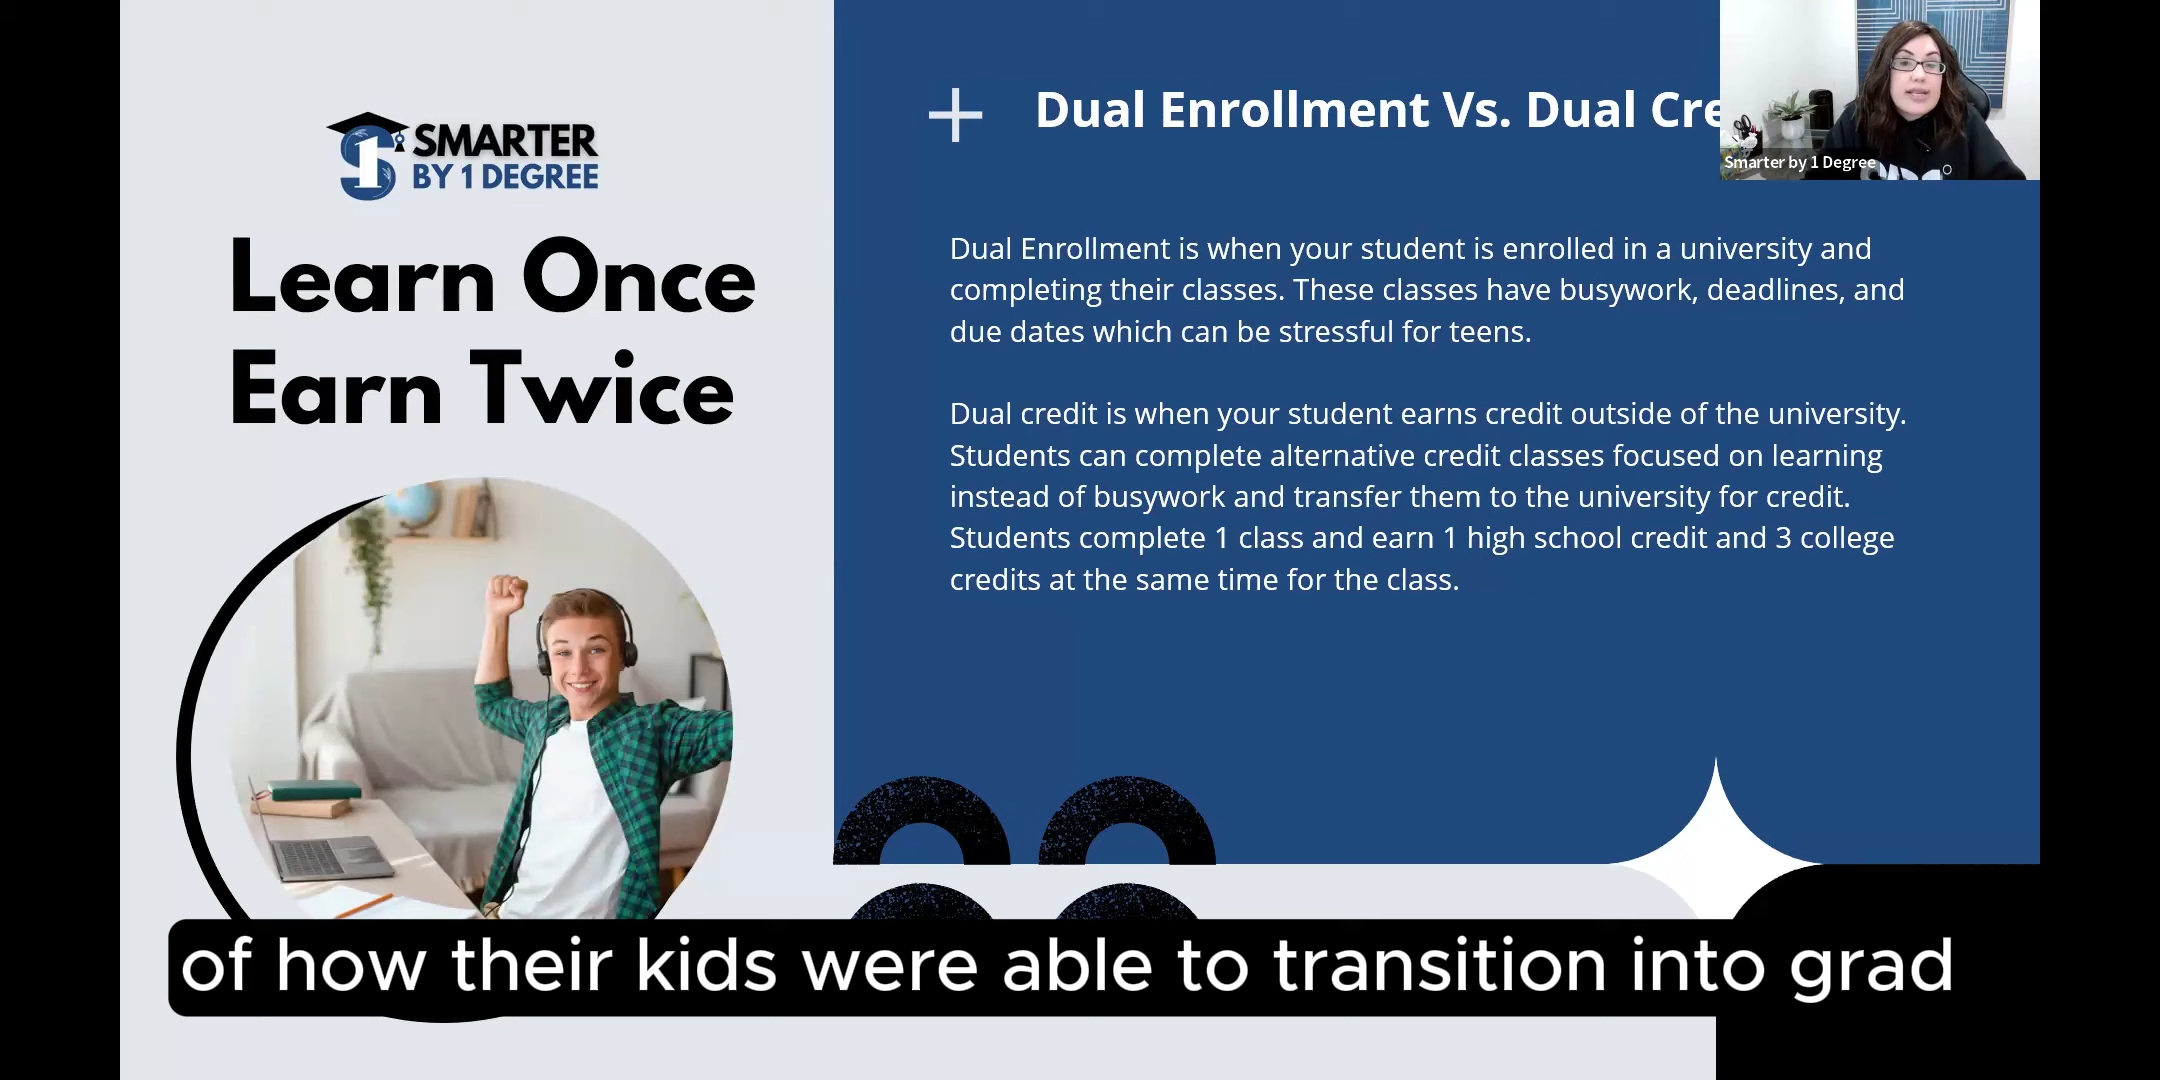 SMARTER
BY 1 DEGREE
Learn Once
Earn Twice
Dual Enrollment Vs. Dual Cre
Smarter by 1 Degree
Dual Enrollment is when your student is enrolled in a university and
completing their classes. These classes have busywork, deadlines, and
due dates which can be stressful for teens.
Dual credit is when your student earns credit outside of the university.
Students can complete alternative credit classes focused on learning
instead of busywork and transfer them to the university for credit.
Students complete 1 class and earn 1 high school credit and 3 college
credits at the same time for the class.
of how their kids were able to transition into grad